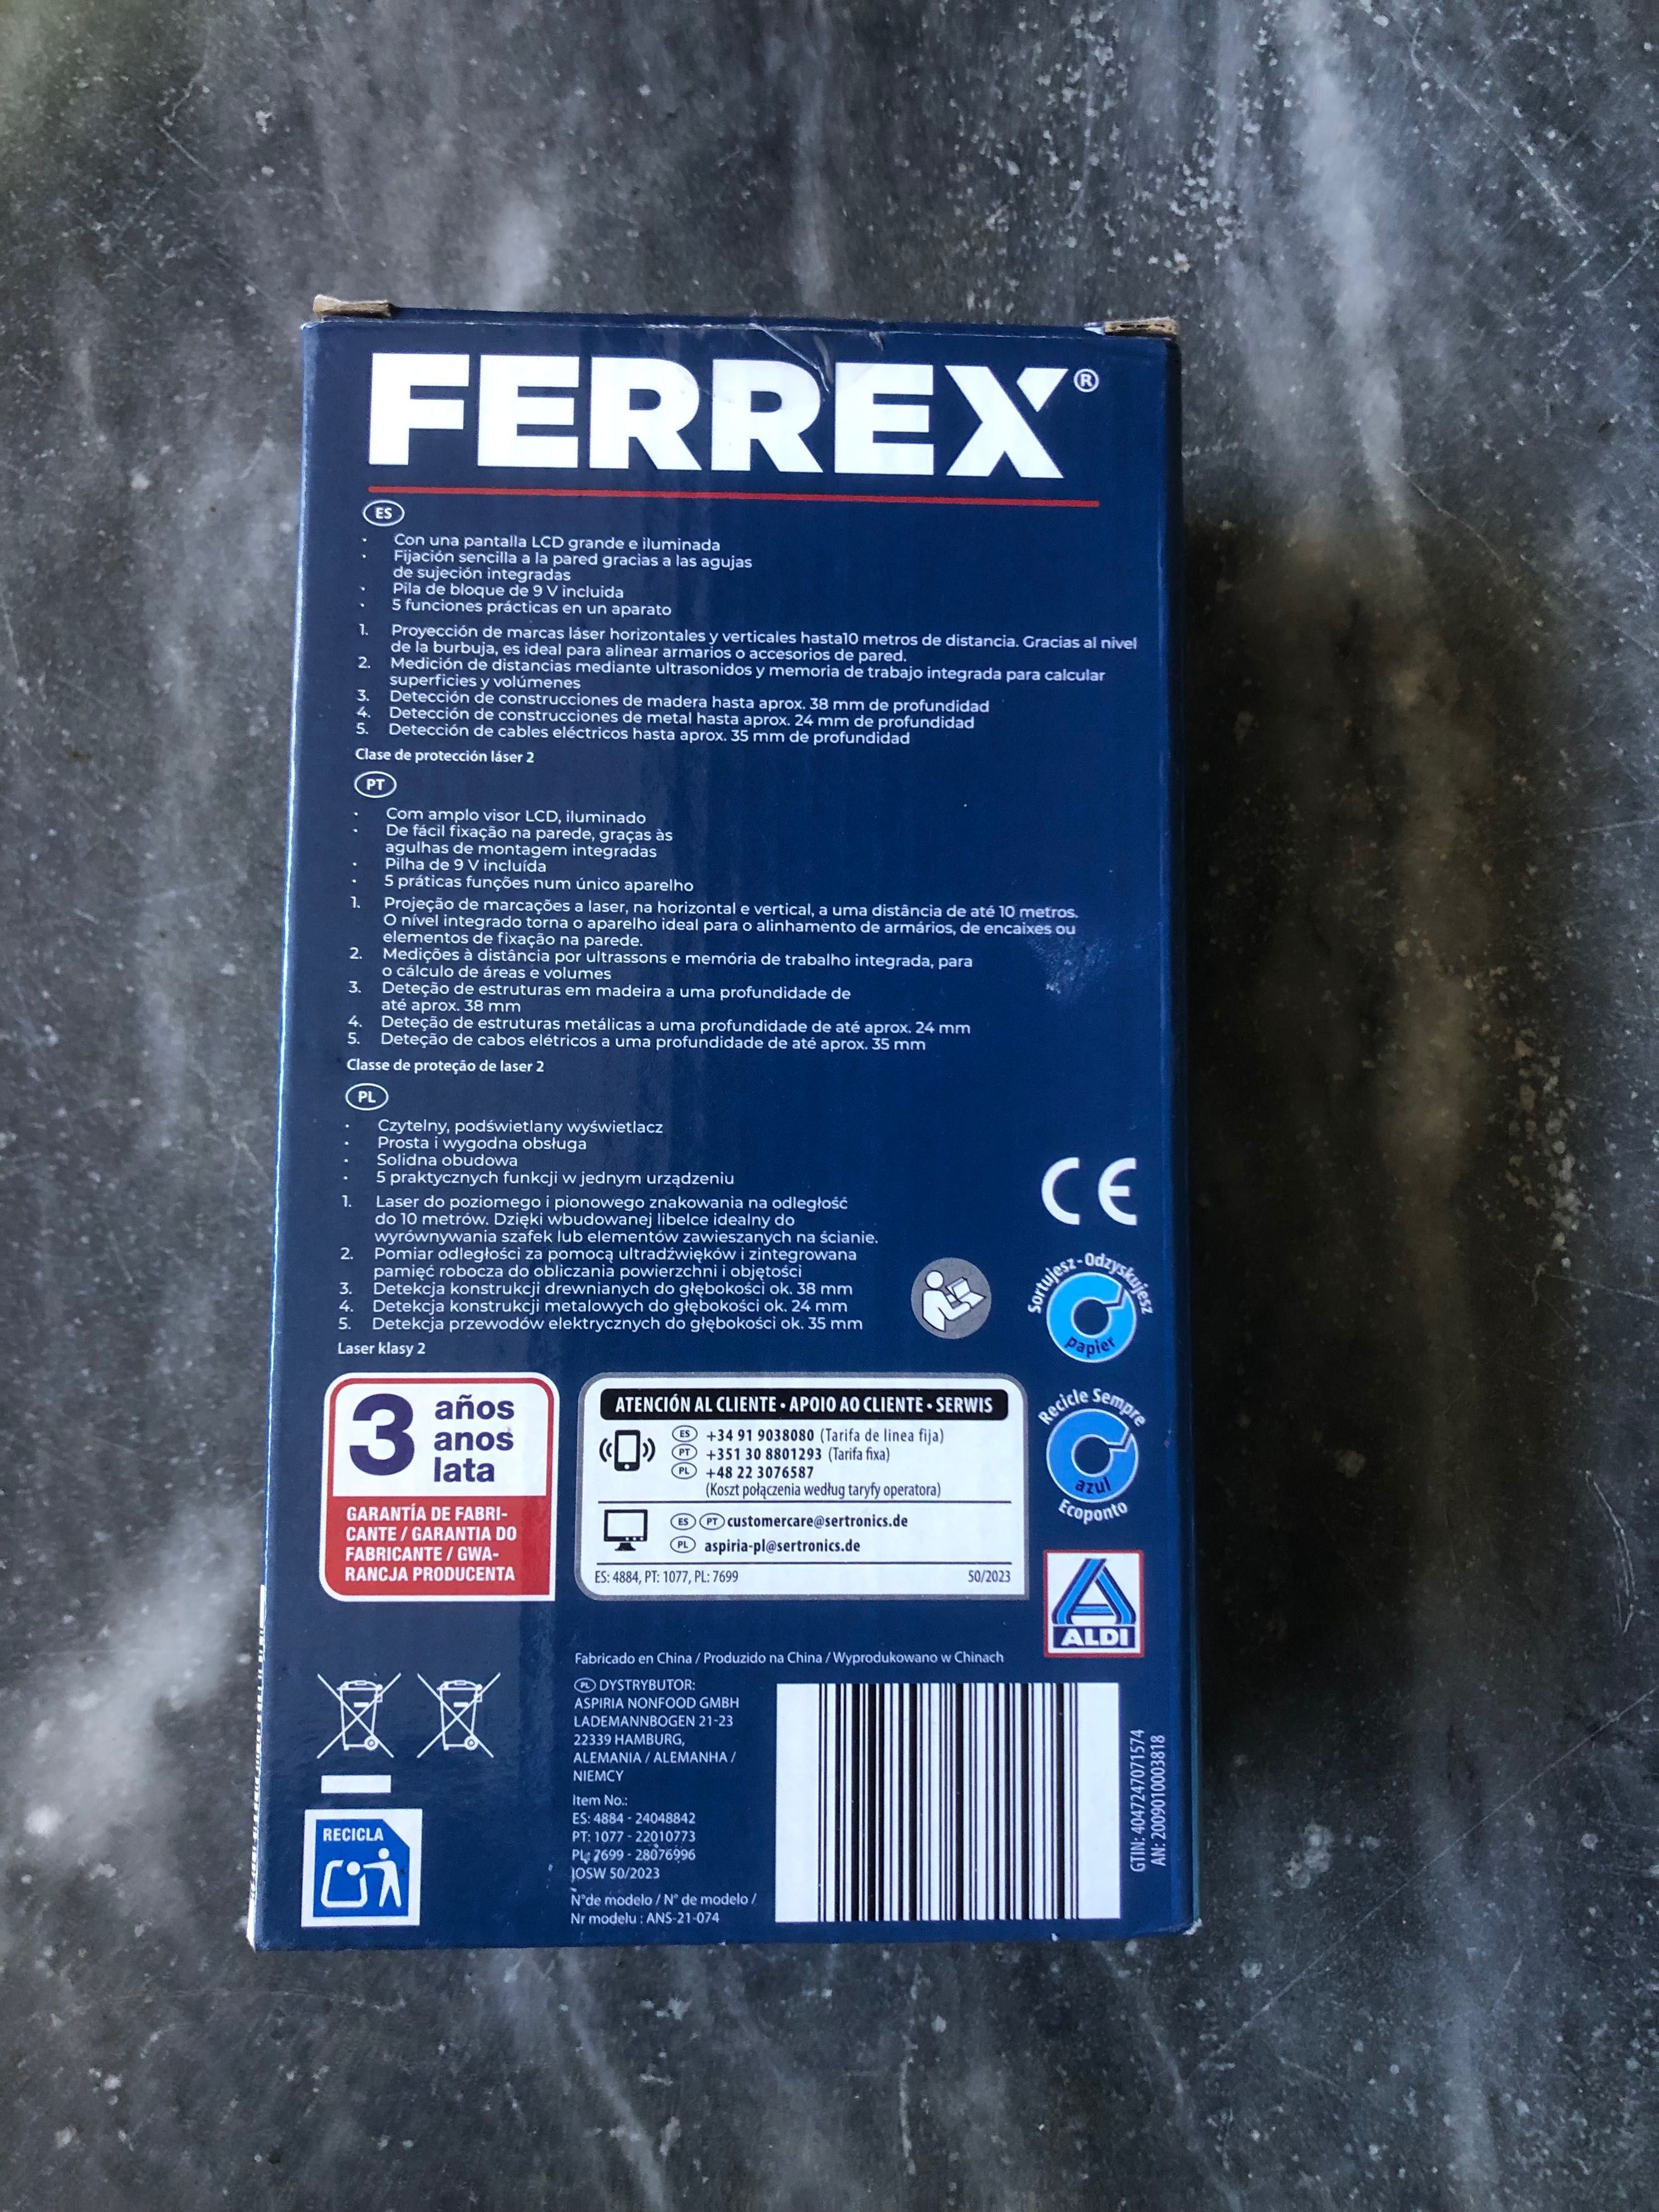 FERREX®
ES
· Con una pantalla LCD grande e iluminada
· Fijación sencilla a la pared gracias a las agujas
de sujeción integradas
· Pila de bloque de 9 V incluida
· 5 funciones prácticas en un aparato
1. Proyección de marcas láser horizontales y verticales hasta10 metros de distancia. Gracias al nivel
de la burbuja, es ideal para alinear armarios o accesorios de pared.
2. Medición de distancias mediante ultrasonidos y memoria de trabajo integrada para calcular
superficies y volúmenes
3. Detección de construcciones de madera hasta aprox. 38 mm de profundidad
4. Detección de construcciones de metal hasta aprox. 24 mm de profundidad
5. Detección de cables eléctricos hasta aprox. 35 mm de profundidad
Clase de protección láser 2
PT
· Com amplo visor LCD, iluminado
· De fácil fixação na parede, graças às
agulhas de montagem integradas
· Pilha de 9 V incluída
· 5 práticas funções num único aparelho
1. Projeção de marcações a laser, na horizontal e vertical, a uma distância de até 10 metros.
O nível integrado torna o aparelho ideal para o alinhamento de armários, de encaixes ou
elementos de fixação na parede.
2. Medições à distância por ultrassons e memória de trabalho integrada, para
o cálculo de áreas e volumes
3. Deteção de estruturas em madeira a uma profundidade de
até aprox. 38 mm
4. Deteção de estruturas metálicas a uma profundidade de até aprox. 24 mm
5. Deteção de cabos elétricos a uma profundidade de até aprox. 35 mm
Classe de proteção de laser 2
PL
· Czytelny, podświetlany wyświetlacz
· Prosta i wygodna obsługa
· Solidna obudowa
· 5 praktycznych funkcji w jednym urządzeniu
1. Laser do poziomego i pionowego znakowania na odległość
do 10 metrów. Dzięki wbudowanej libelce idealny do
wyrównywania szafek lub elementów zawieszanych na ścianie.
2. Pomiar odległości za pomocą ultradźwięków i zintegrowana
pamięć robocza do obliczania powierzchni i objętości
3. Detekcja konstrukcji drewnianych do głębokości ok. 38 mm
4. Detekcja konstrukcji metalowych do głębokości ok. 24 mm
5. Detekcja przewodów elektrycznych do głębokości ok. 35 mm
Laser klasy 2
CE
Sortujesz - Odzyskujesz
papier
Recicle Sempre
azul
Ecoponto
ALDI
3 años
anos
lata
GARANTÍA DE FABRI-
CANTE / GARANTIA DO
FABRICANTE / GWA-
RANCJA PRODUCENTA
ATENCIÓN AL CLIENTE • APOIO AO CLIENTE • SERWIS
ES +34 91 9038080 (Tarifa de linea fija)
PT +351 30 8801293 (Tarifa fixa)
PL +48 22 3076587
(Koszt połączenia według taryfy operatora)
ES PT customercare@sertronics.de
PL aspiria-pl@sertronics.de
ES: 4884, PT: 1077, PL: 7699 50/2023
Fabricado en China / Produzido na China / Wyprodukowano w Chinach
PL DYSTRYBUTOR:
ASPIRIA NONFOOD GMBH
LADEMANNBOGEN 21-23
22339 HAMBURG,
ALEMANIA / ALEMANHA /
NIEMCY
Item No.:
ES: 4884 - 24048842
PT: 1077 - 22010773
PL: 7699 - 28076996
IOSW 50/2023
N°de modelo / N° de modelo /
Nr modelu : ANS-21-074
GTIN: 4047247071574
AN: 2009010003818
RECICLA